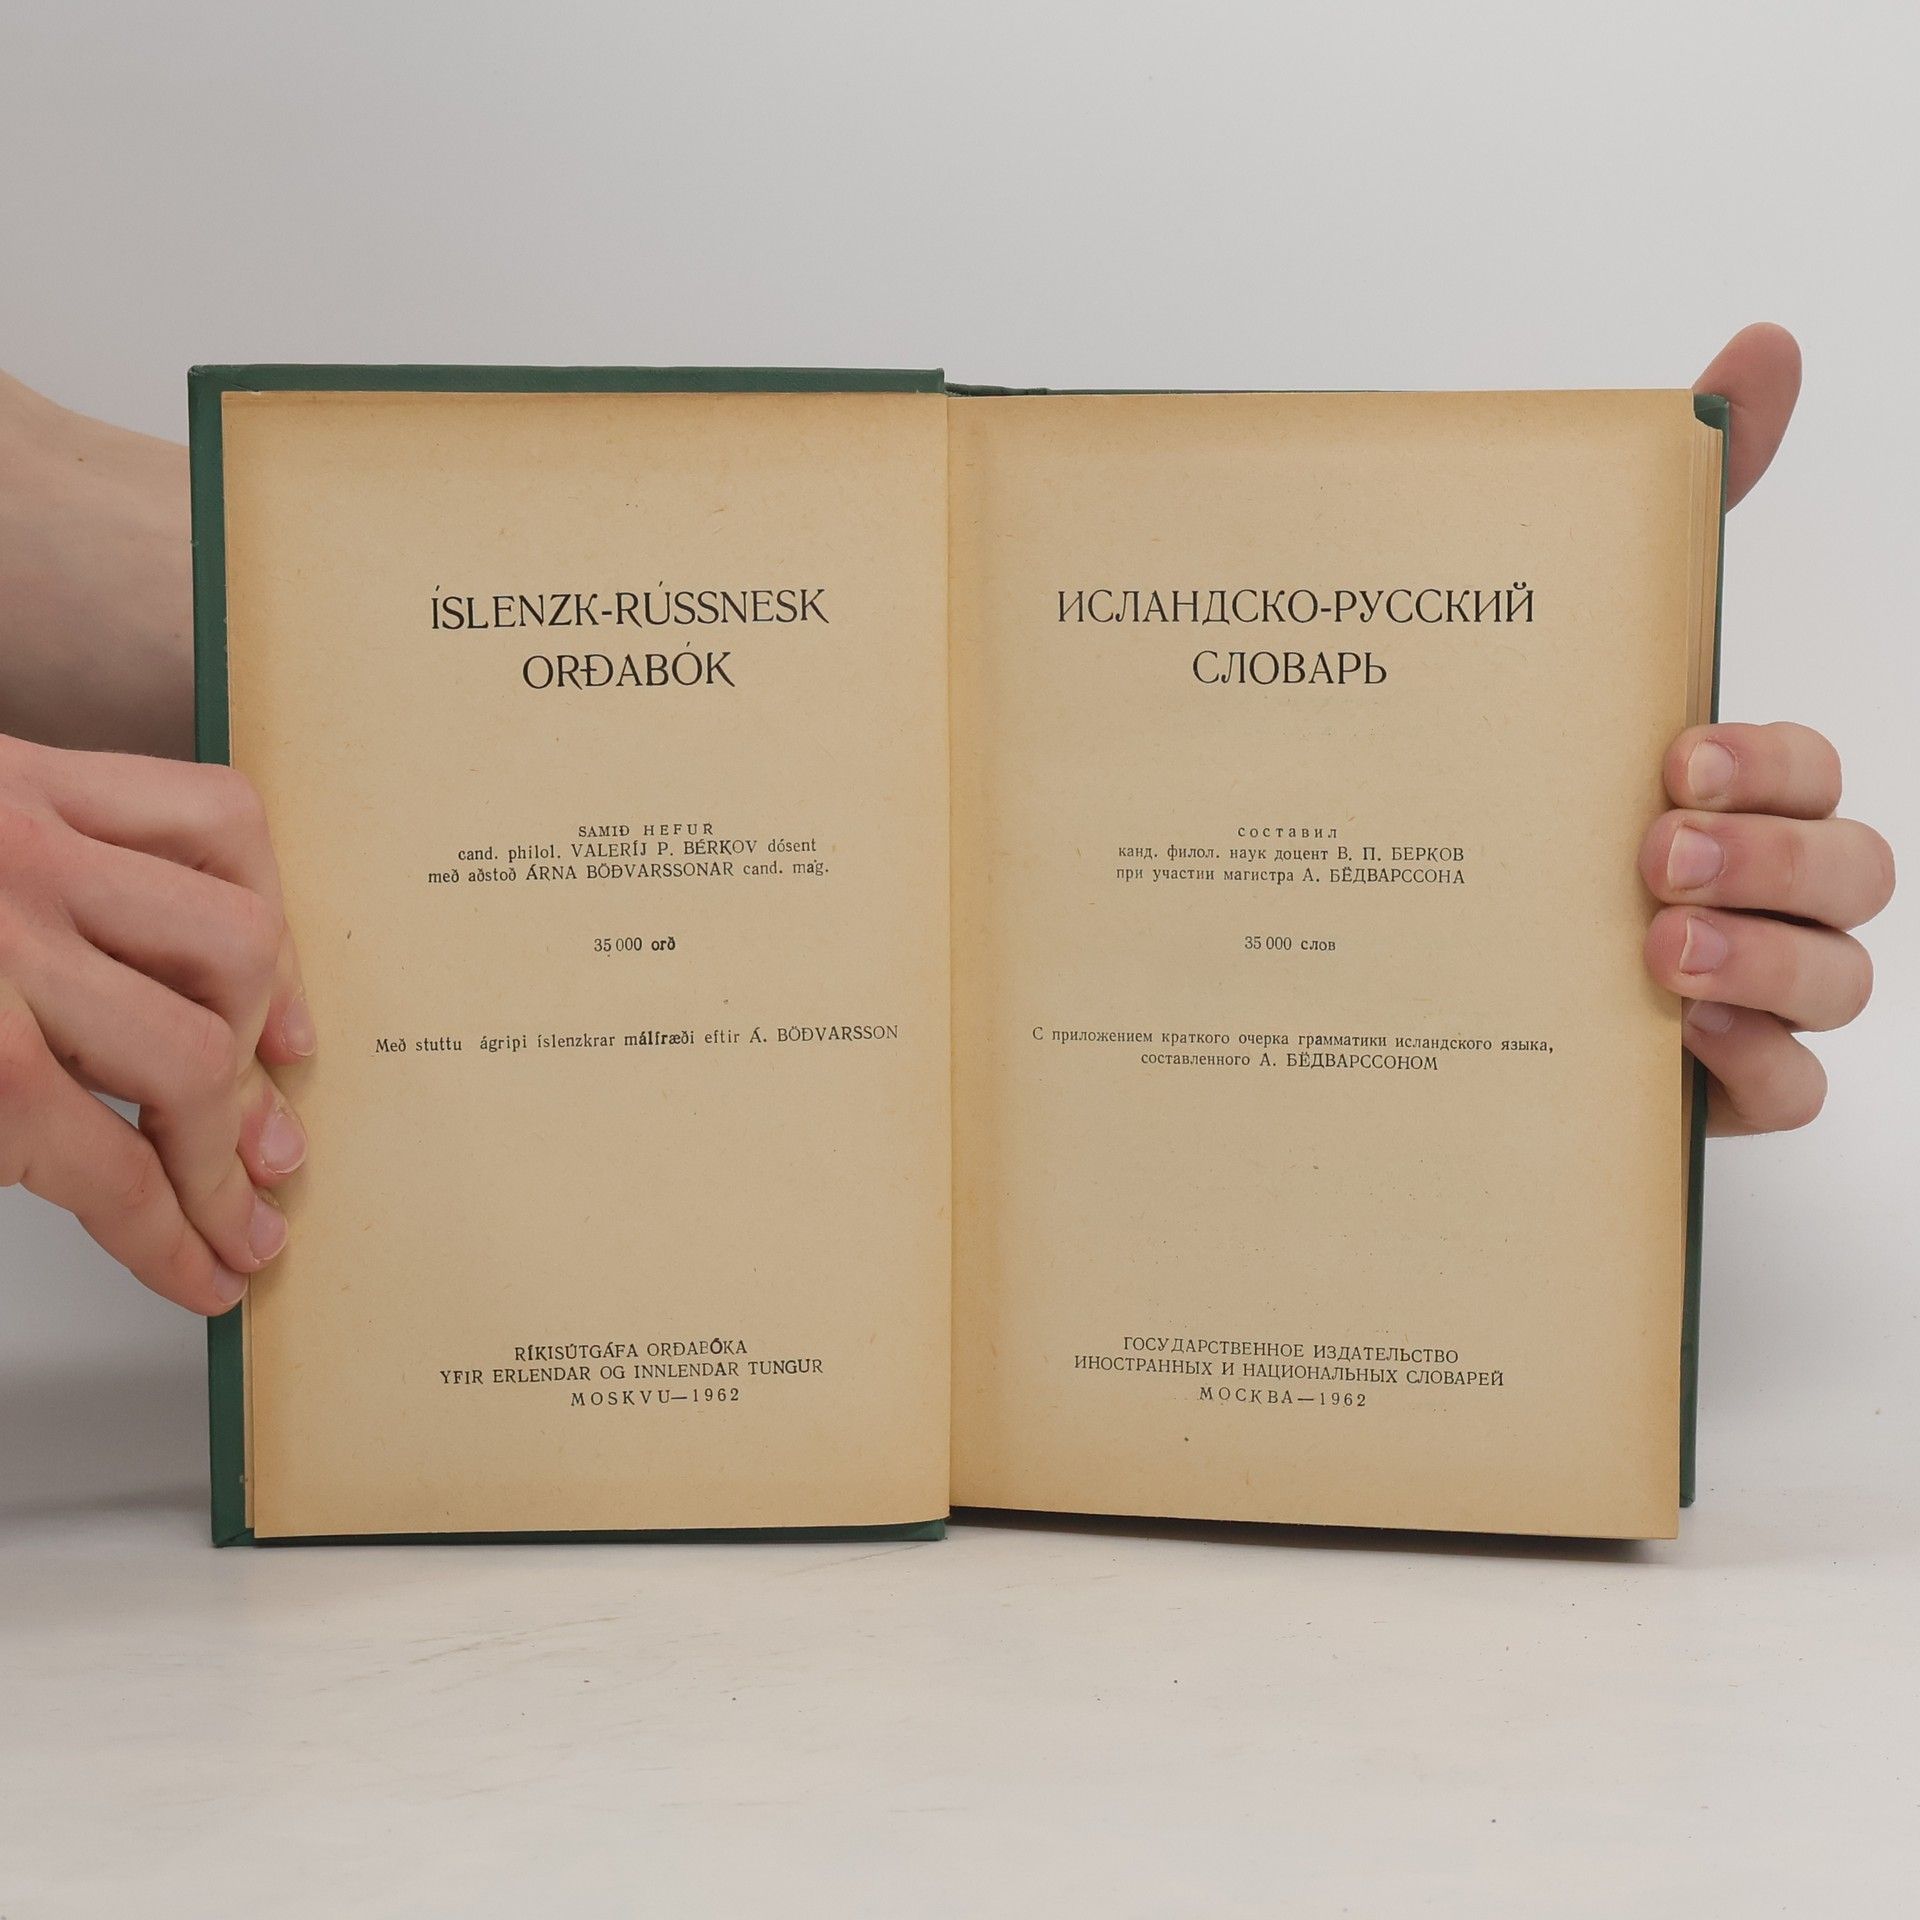 ÍSLENZK-RÚSSNESK
ORÐABÓK
SAMIÐ HEFUR
cand. philol. VALERÍJ P. BÉRKOV dósent
með aðstoð ÁRNA BÖÐVARSSONAR cand. mag.
35 000 orð
Með stuttu ágripi íslenzkrar málfræði eftir Á. BÖÐVARSSON
RÍKISÚTGÁFA ORÐABÓKA
YFIR ERLENDAR OG INNLENDAR TUNGUR
MOSKVU—1962
ИСЛАНДСКО-РУССКИЙ
СЛОВАРЬ
составил
канд. филол. наук доцент В. П. БЕРКОВ
при участии магистра А. БЁДВАРССОНА
35 000 слов
С приложением краткого очерка грамматики исландского языка,
составленного А. БЁДВАРССОНОМ
ГОСУДАРСТВЕННОЕ ИЗДАТЕЛЬСТВО
ИНОСТРАННЫХ И НАЦИОНАЛЬНЫХ СЛОВАРЕЙ
МОСКВА—1962